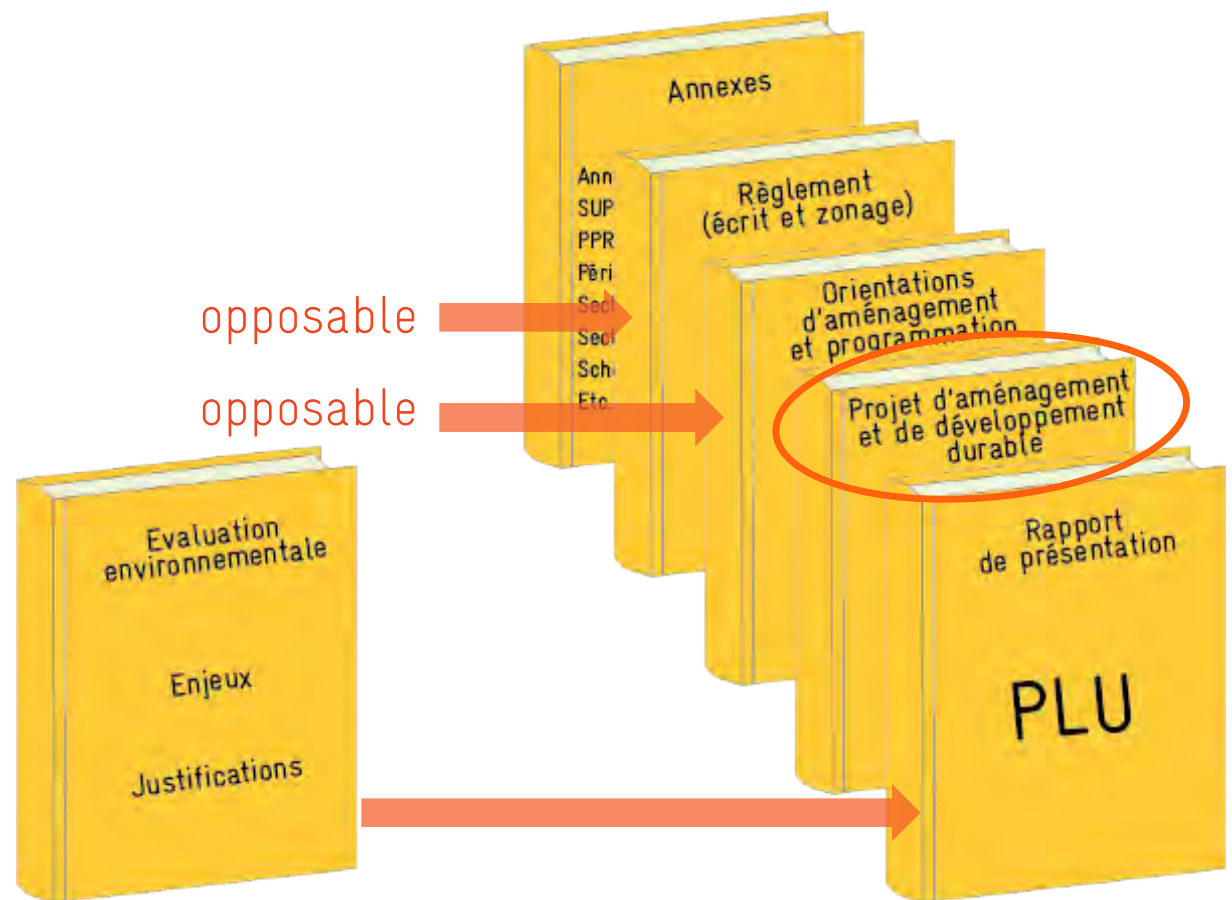 Annexes
Ann
SUP
PPR
Péri
Sect
Sect
Sch
Etc.
Règlement
(écrit et zonage)
Orientations
d'aménagement
et programmation
opposable
opposable
Projet d'aménagement
et de développement
durable
Rapport
de présentation
PLU
Evaluation
environnementale
Enjeux
Justifications